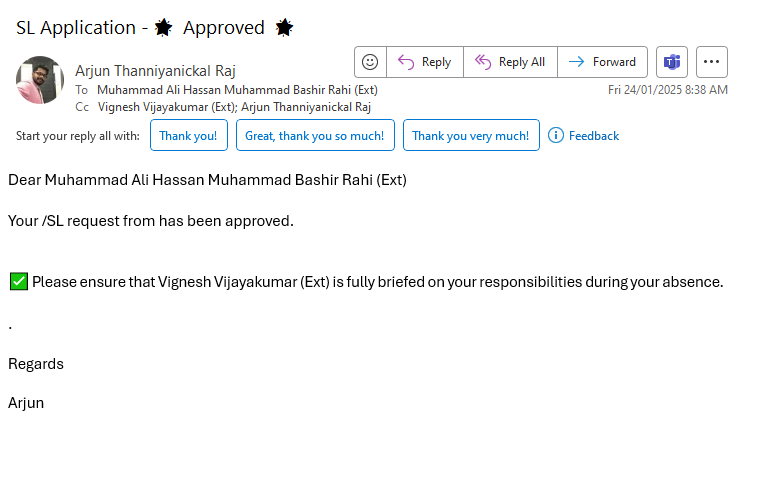 SL Application - ✸ Approved ✸
Arjun Thanniyanickal Raj
Reply
Reply All
Forward
To Muhammad Ali Hassan Muhammad Bashir Rahi (Ext)
Fri 24/01/2025 8:38 AM
Cc Vignesh Vijayakumar (Ext); Arjun Thanniyanickal Raj
Start your reply all with: Thank you! Great, thank you so much! Thank you very much! Feedback
Dear Muhammad Ali Hassan Muhammad Bashir Rahi (Ext)
Your /SL request from has been approved.
✅ Please ensure that Vignesh Vijayakumar (Ext) is fully briefed on your responsibilities during your absence.
.
Regards
Arjun